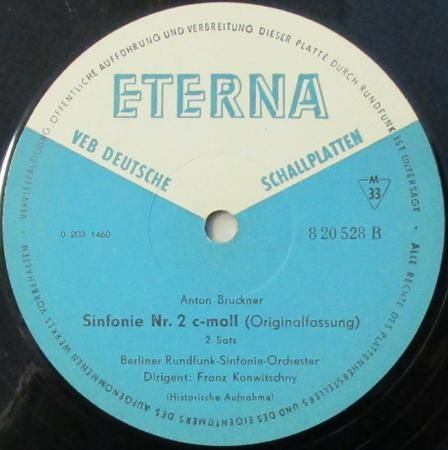 VERVIELFÄLTIGUNG ÖFFENTLICHE AUFFÜHRUNG UND VERBREITUNG DIESER PLATTE DURCH RUNDFUNK IST UNTERSAGT
ETERNA
VEB DEUTSCHE SCHALLPLATTEN
M
33
0 203 1460
8 20 528 B
Anton Bruckner
Sinfonie Nr. 2 c-moll (Originalfassung)
2. Satz
Berliner Rundfunk-Sinfonie-Orchester
Dirigent: Franz Konwitschny
(Historische Aufnahme)
ALLE RECHTE DES PLATTENHERSTELLERS UND DES EIGENTÜMERS DES AUFGENOMMENEN WERKES VORBEHALTEN